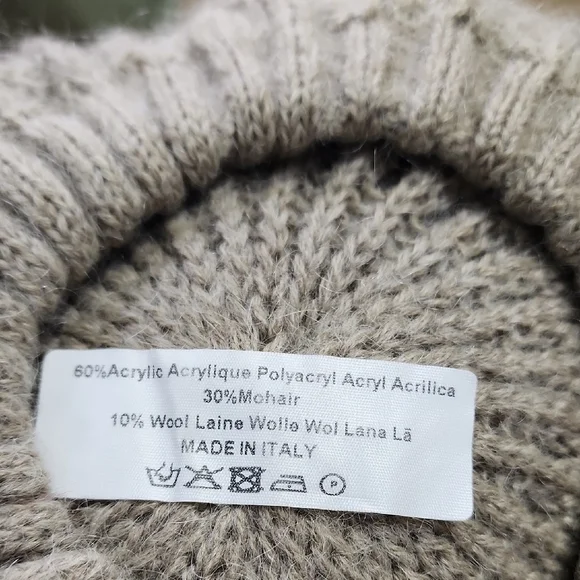 60%Acrylic Acrylique Polyacryl Acryl Acrilica
30%Mohair
10% Wool Laine Wolle Wol Lana Lã
MADE IN ITALY
P